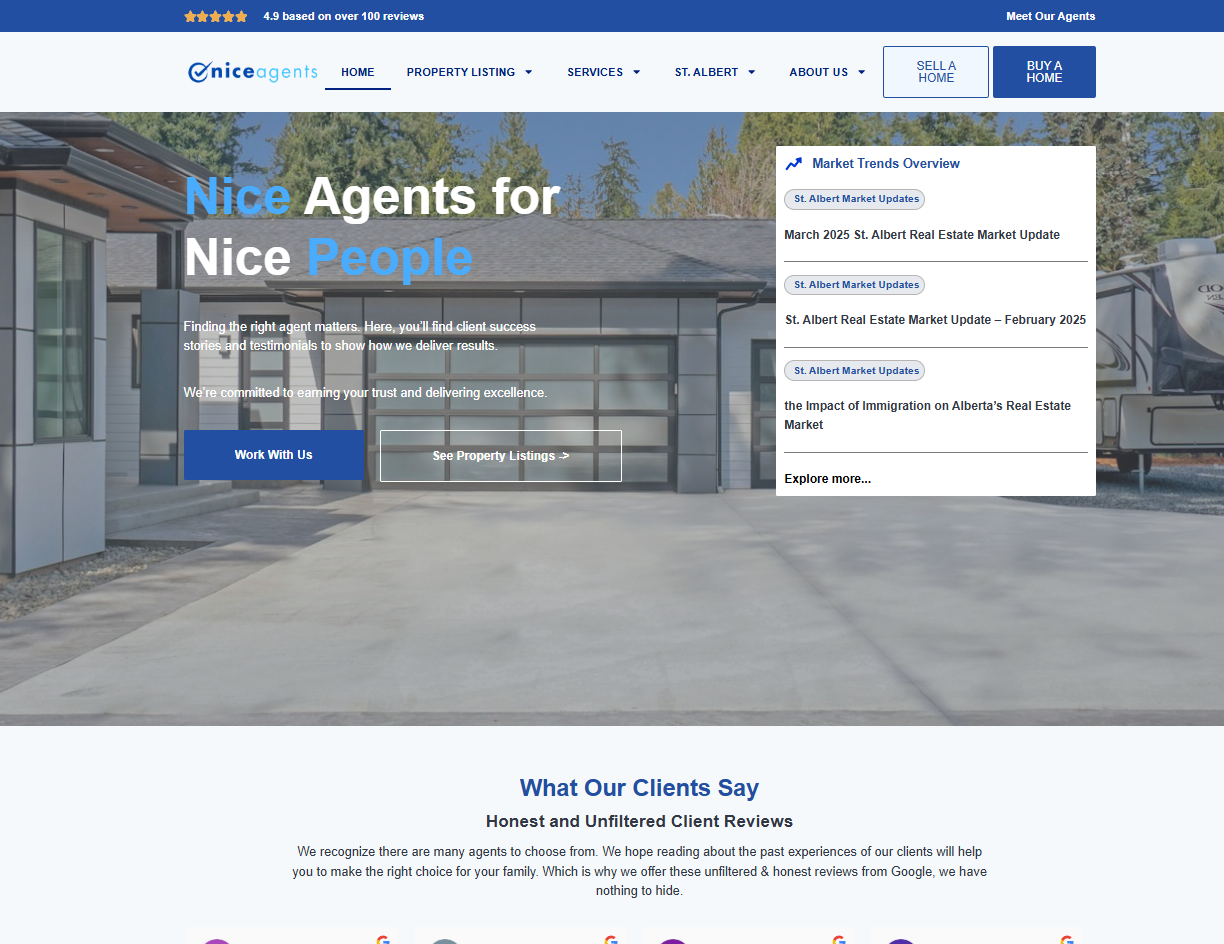 4.9 based on over 100 reviews
Meet Our Agents
niceagents
HOME
PROPERTY LISTING
SERVICES
ST. ALBERT
ABOUT US
SELL A
HOME
BUY A
HOME
Nice Agents for
Nice People
Finding the right agent matters. Here, you'll find client success
stories and testimonials to show how we deliver results.
We're committed to earning your trust and delivering excellence.
Work With Us
See Property Listings ->
Market Trends Overview
St. Albert Market Updates
March 2025 St. Albert Real Estate Market Update
St. Albert Market Updates
St. Albert Real Estate Market Update – February 2025
St. Albert Market Updates
the Impact of Immigration on Alberta's Real Estate
Market
Explore more...
What Our Clients Say
Honest and Unfiltered Client Reviews
We recognize there are many agents to choose from. We hope reading about the past experiences of our clients will help
you to make the right choice for your family. Which is why we offer these unfiltered & honest reviews from Google, we have
nothing to hide.